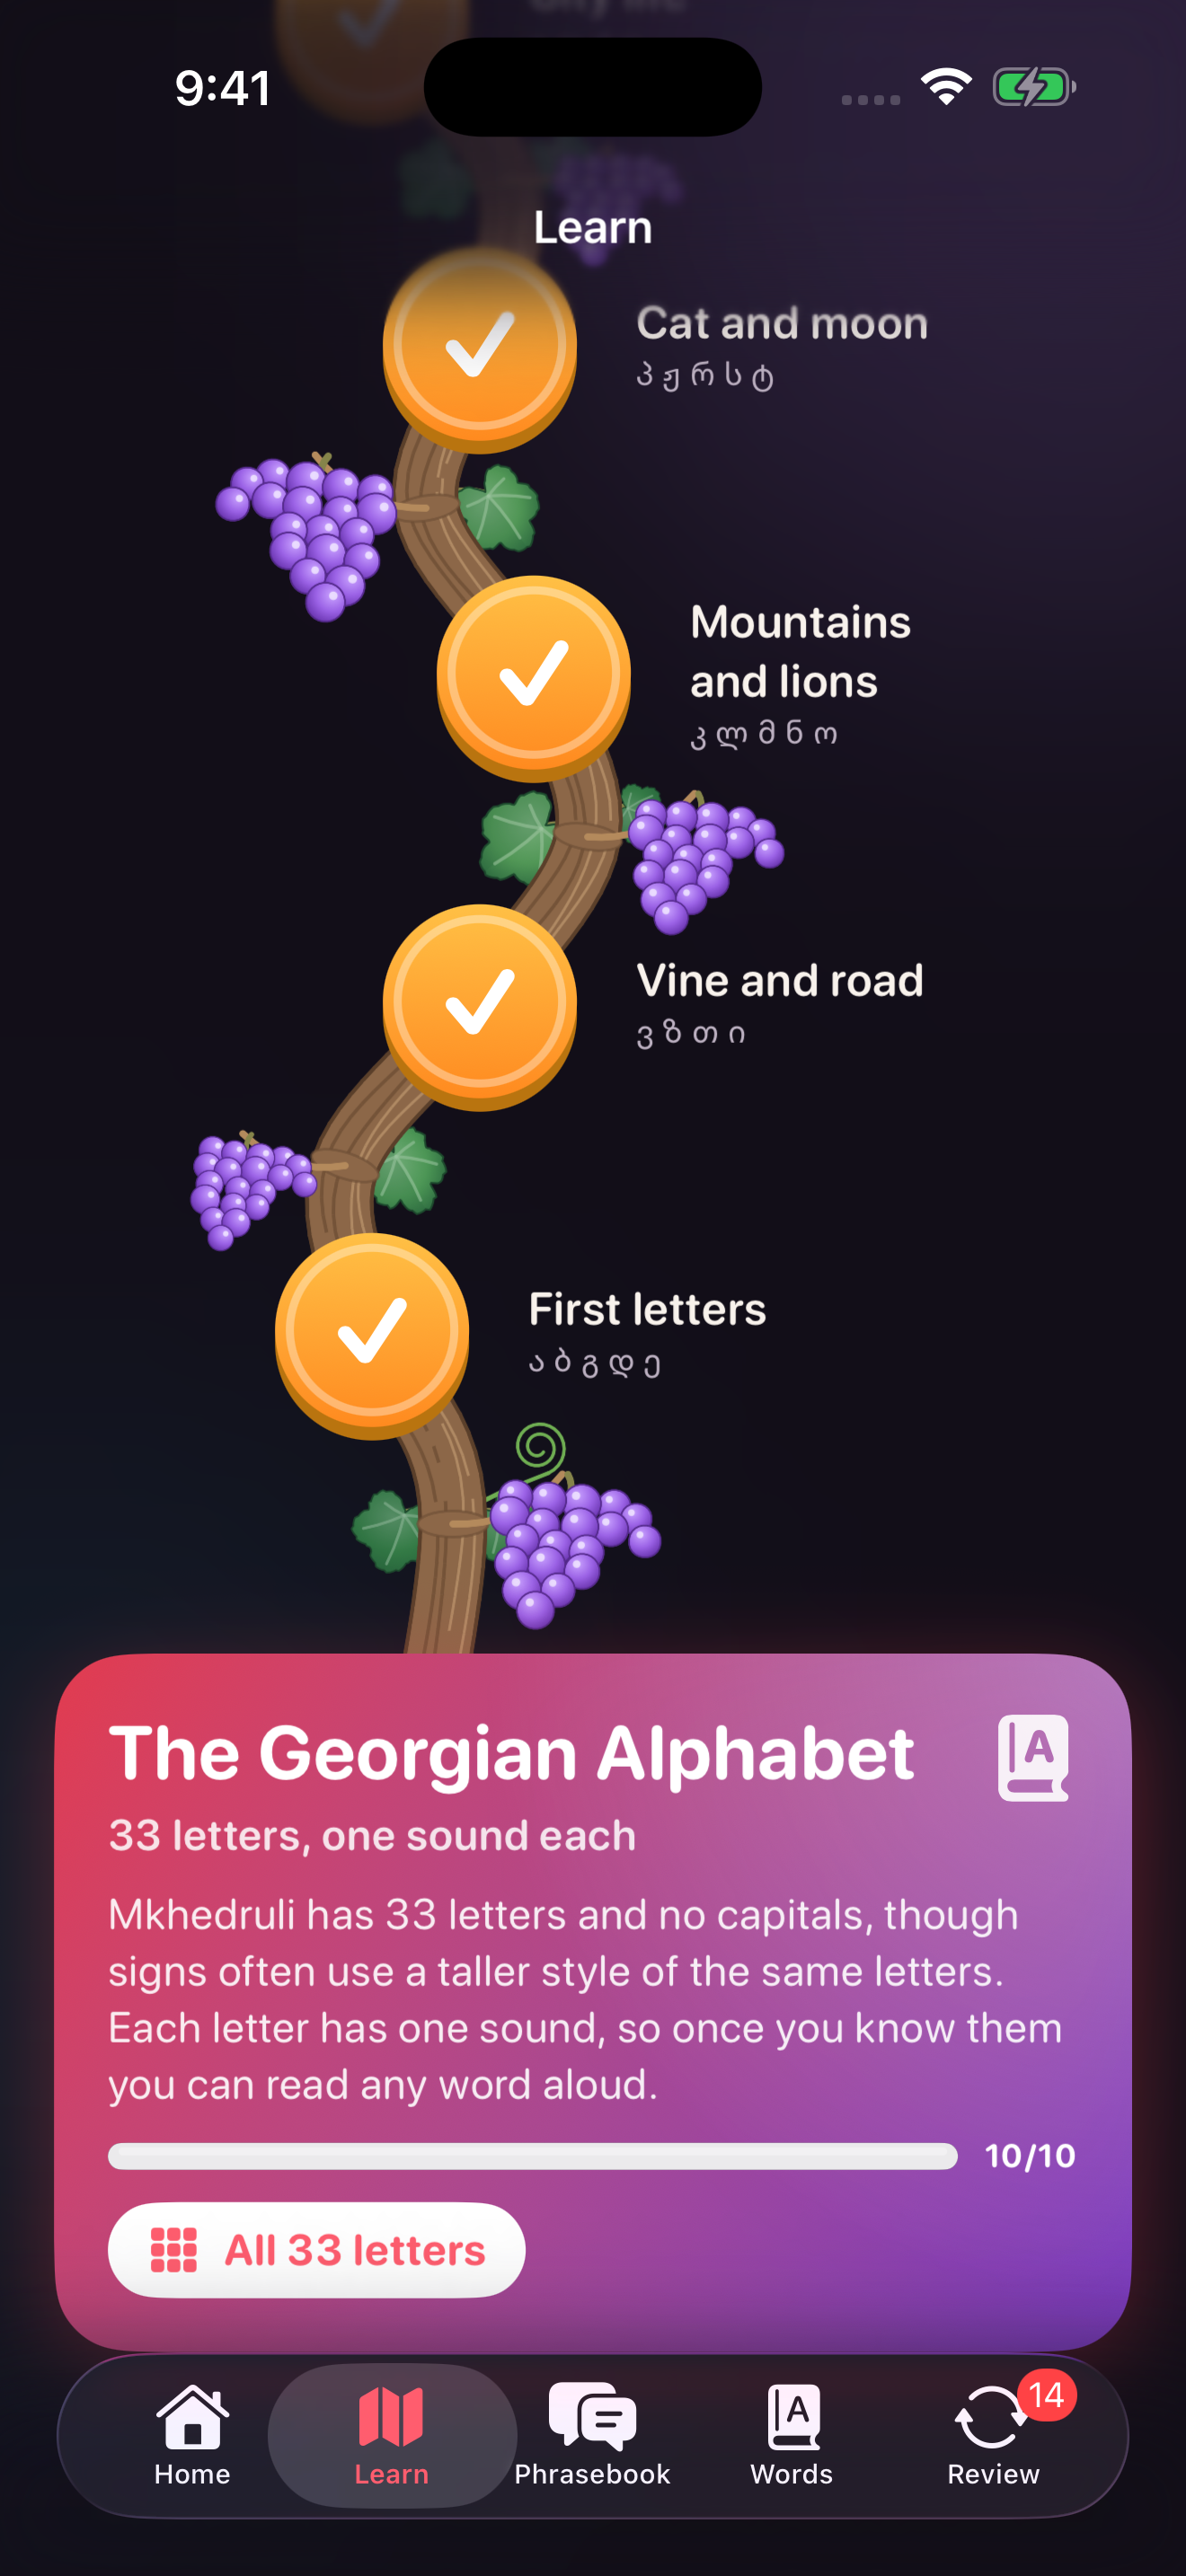 9:41
Learn
Cat and moon
პ ჟ რ ს ტ
Mountains
and lions
კ ლ მ ნ ო
Vine and road
ვ ზ თ ი
First letters
ა ბ გ დ ე
The Georgian Alphabet
33 letters, one sound each
Mkhedruli has 33 letters and no capitals, though
signs often use a taller style of the same letters.
Each letter has one sound, so once you know them
you can read any word aloud.
10/10
All 33 letters
14
Home
Learn
Phrasebook
Words
Review